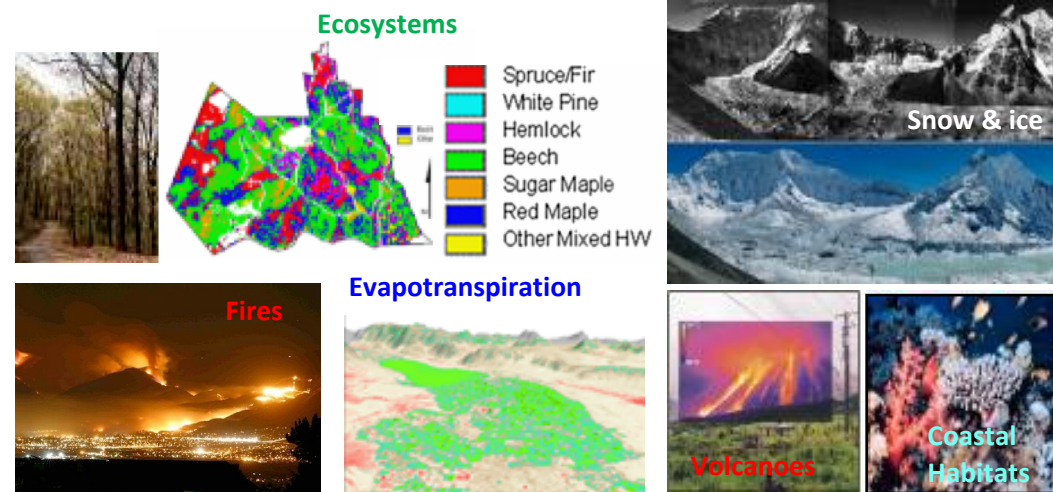 Ecosystems
Spruce/Fir
White Pine
Hemlock
Beech
Sugar Maple
Red Maple
Other Mixed HW
Snow & ice
Fires
Evapotranspiration
Volcanoes
Coastal
Habitats